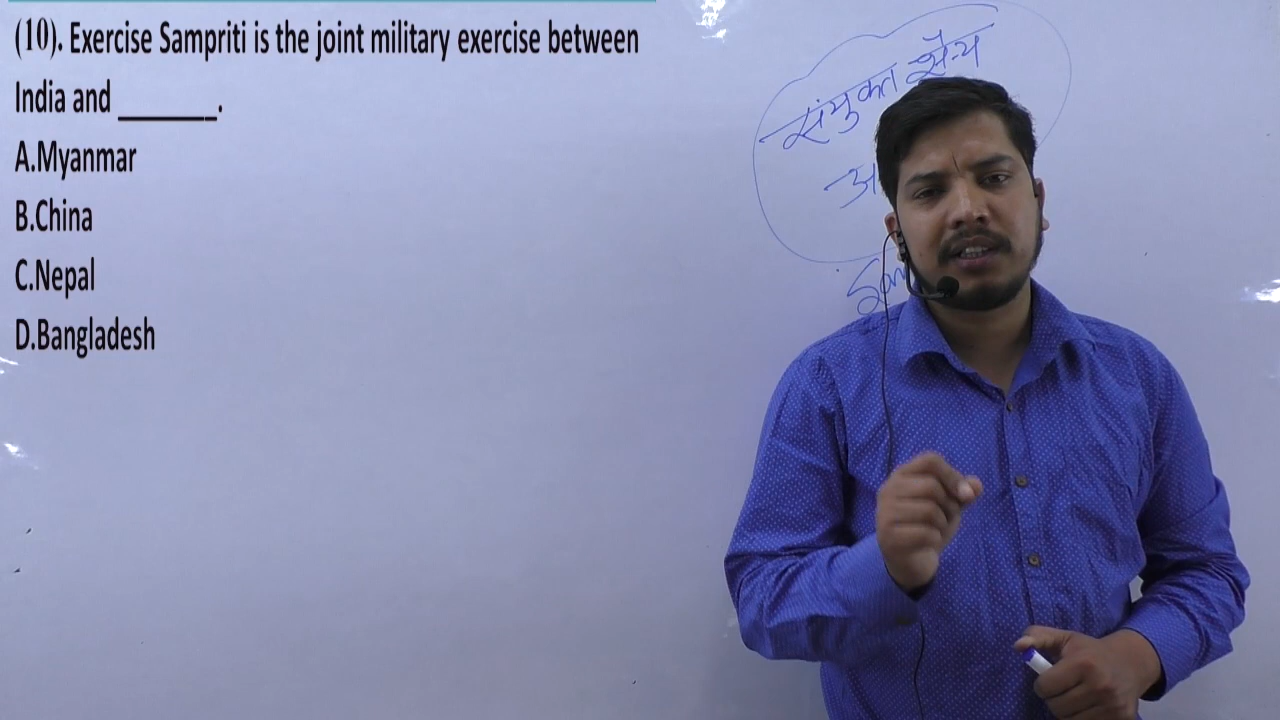 (10). Exercise Sampriti is the joint military exercise between
India and _______.
A.Myanmar
B.China
C.Nepal
D.Bangladesh
संयुक्त सैन्य